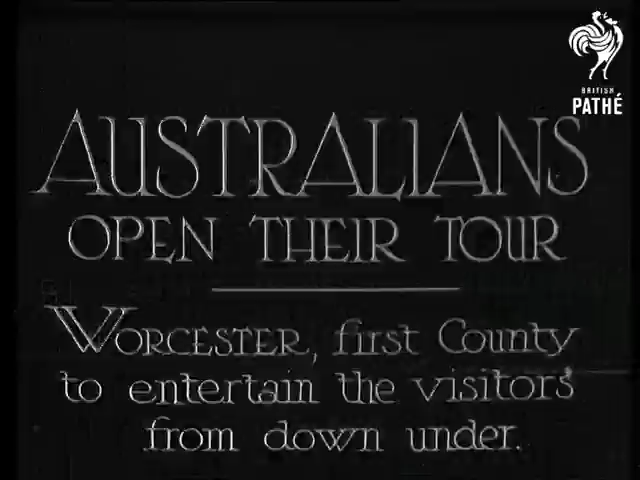 BRITISH
PATHÉ
AUSTRALIANS
OPEN THEIR TOUR
WORCESTER, first County
to entertain the visitors
from down under.